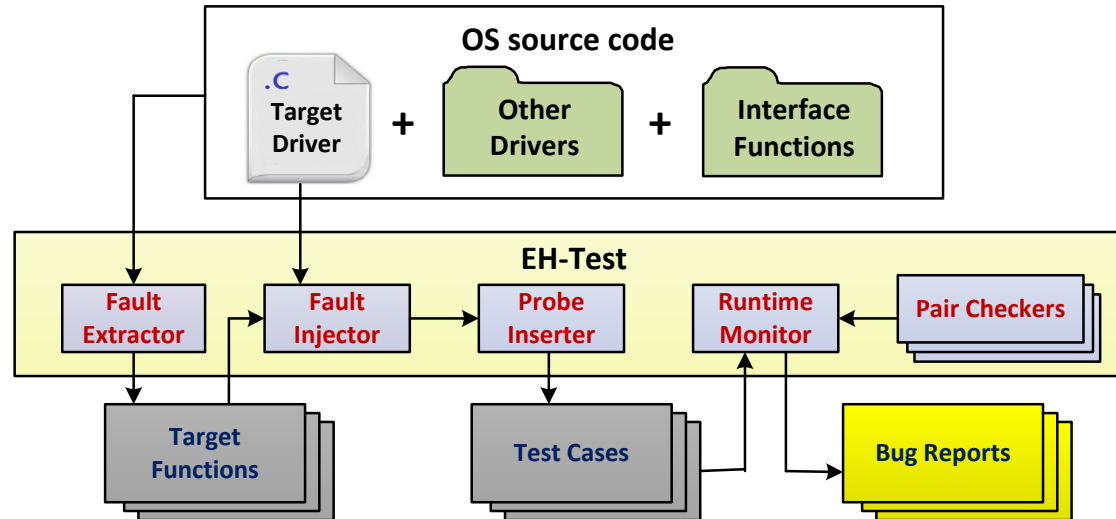 OS source code
.C
Target
Driver
+
Other
Drivers
+
Interface
Functions
EH-Test
Fault
Extractor
Fault
Injector
Probe
Inserter
Runtime
Monitor
Pair Checkers
Target
Functions
Test Cases
Bug Reports